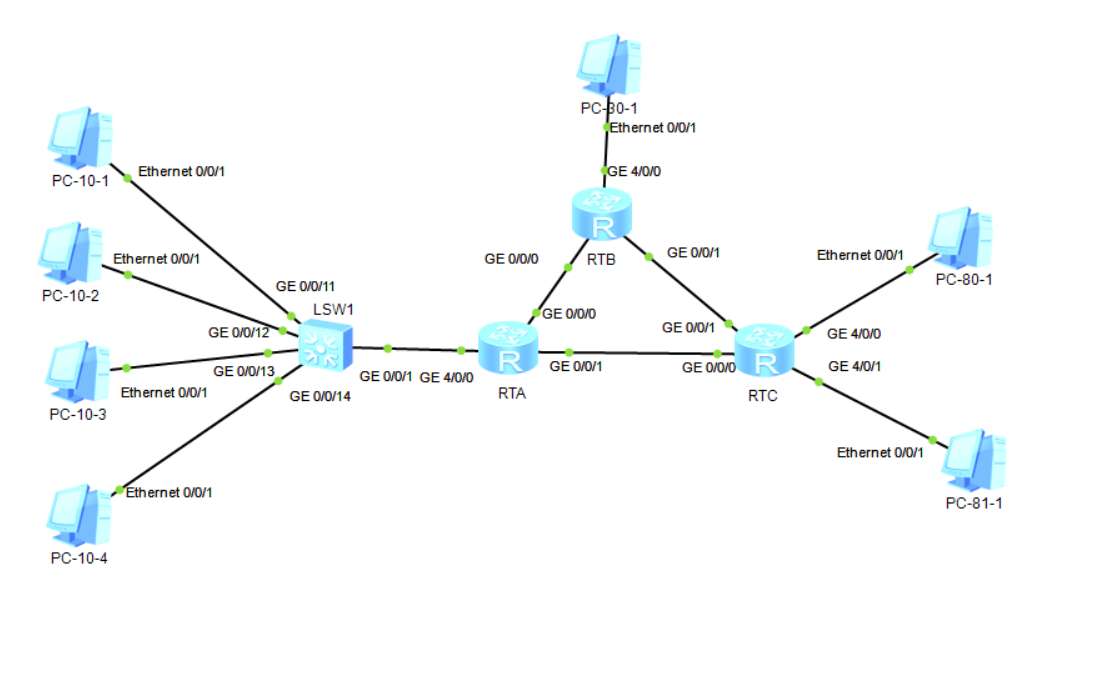 PC-30-1
Ethernet 0/0/1
GE 4/0/0
R
RTB
Ethernet 0/0/1
PC-10-1
Ethernet 0/0/1
PC-10-2
GE 0/0/0
GE 0/0/1
Ethernet 0/0/1
PC-80-1
GE 0/0/11
LSW1
GE 0/0/12
GE 0/0/13
GE 0/0/14
GE 0/0/0
GE 0/0/1
GE 4/0/0
R
RTA
GE 0/0/1
GE 0/0/1
GE 0/0/0
R
RTC
GE 4/0/0
GE 4/0/1
Ethernet 0/0/1
PC-10-3
Ethernet 0/0/1
PC-81-1
Ethernet 0/0/1
PC-10-4